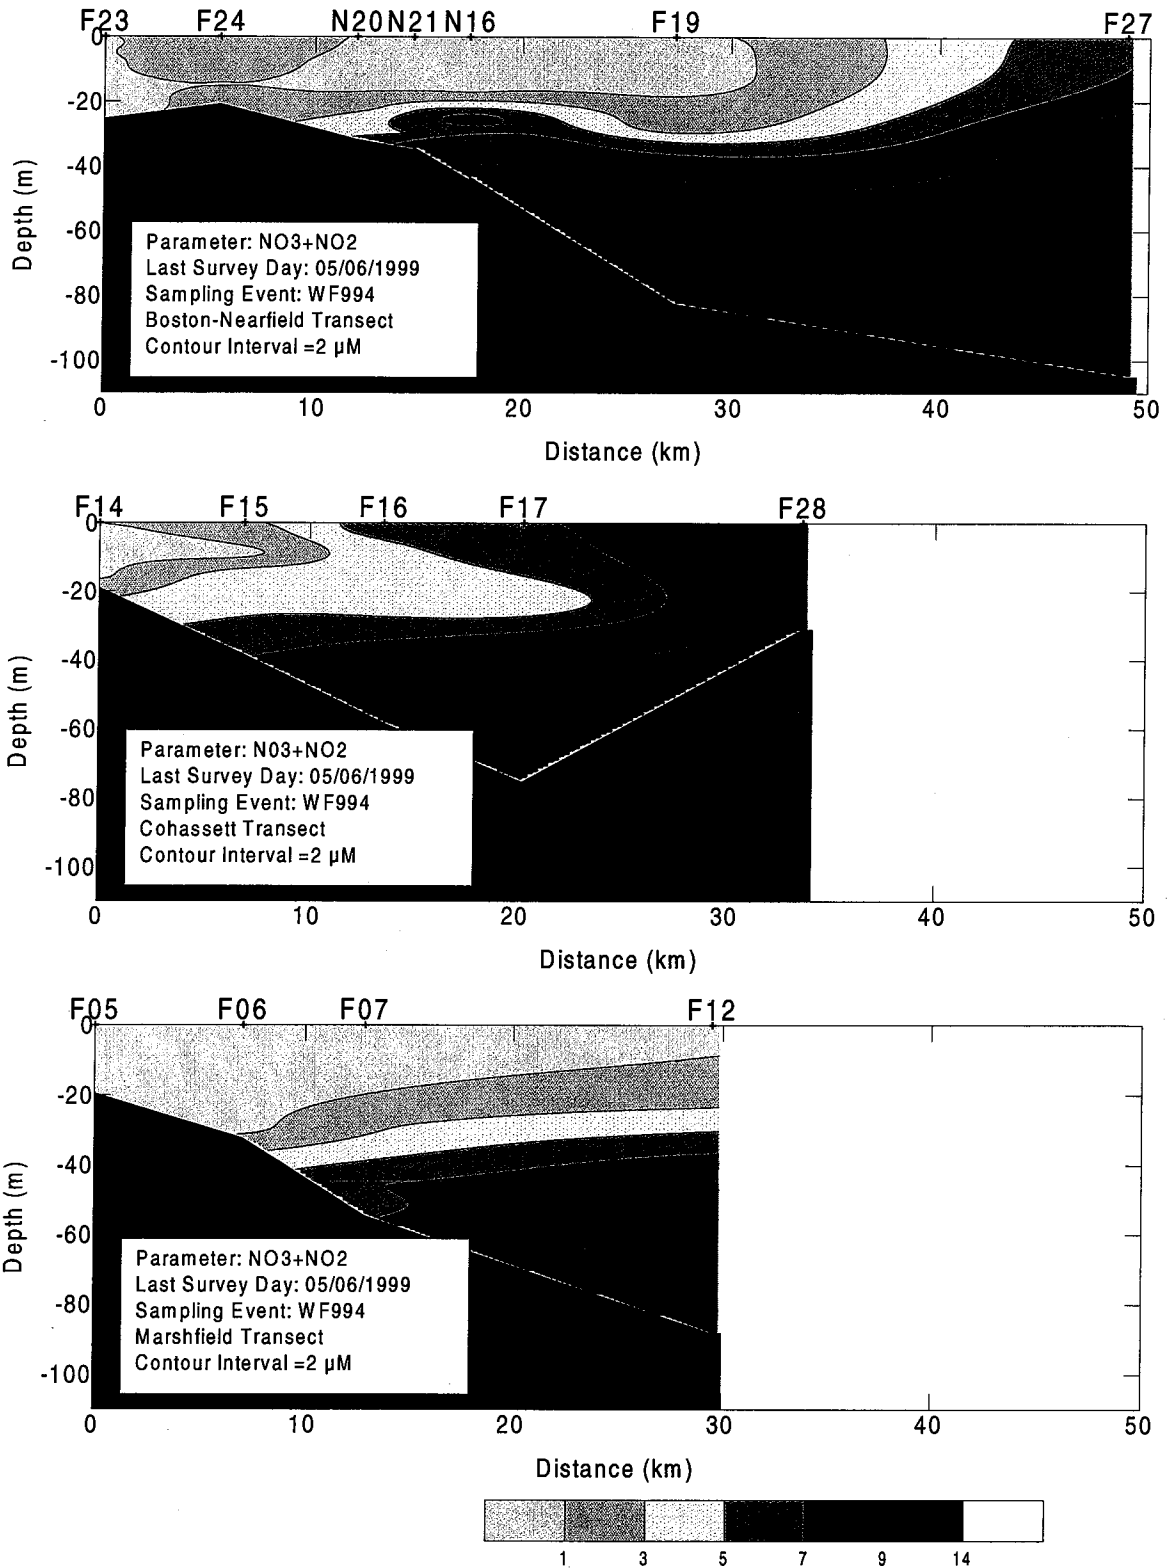 F23 F24 N20 N21 N16 F19 F27
0
-20
-40
-60
-80
-100
Depth (m)
Parameter: NO3+NO2
Last Survey Day: 05/06/1999
Sampling Event: WF994
Boston-Nearfield Transect
Contour Interval =2 µM
0 10 20 30 40 50
Distance (km)
F14 F15 F16 F17 F28
0
-20
-40
-60
-80
-100
Depth (m)
Parameter: N03+NO2
Last Survey Day: 05/06/1999
Sampling Event: WF994
Cohassett Transect
Contour Interval =2 µM
0 10 20 30 40 50
Distance (km)
F05 F06 F07 F12
0
-20
-40
-60
-80
-100
Depth (m)
Parameter: NO3+NO2
Last Survey Day: 05/06/1999
Sampling Event: WF994
Marshfield Transect
Contour Interval =2 µM
0 10 20 30 40 50
Distance (km)
1 3 5 7 9 14